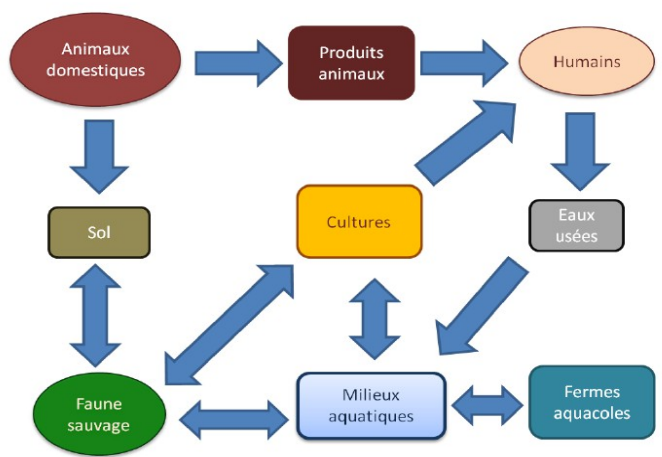 Animaux
domestiques
Produits
animaux
Humains
Sol
Cultures
Eaux
usées
Faune
sauvage
Milieux
aquatiques
Fermes
aquacoles